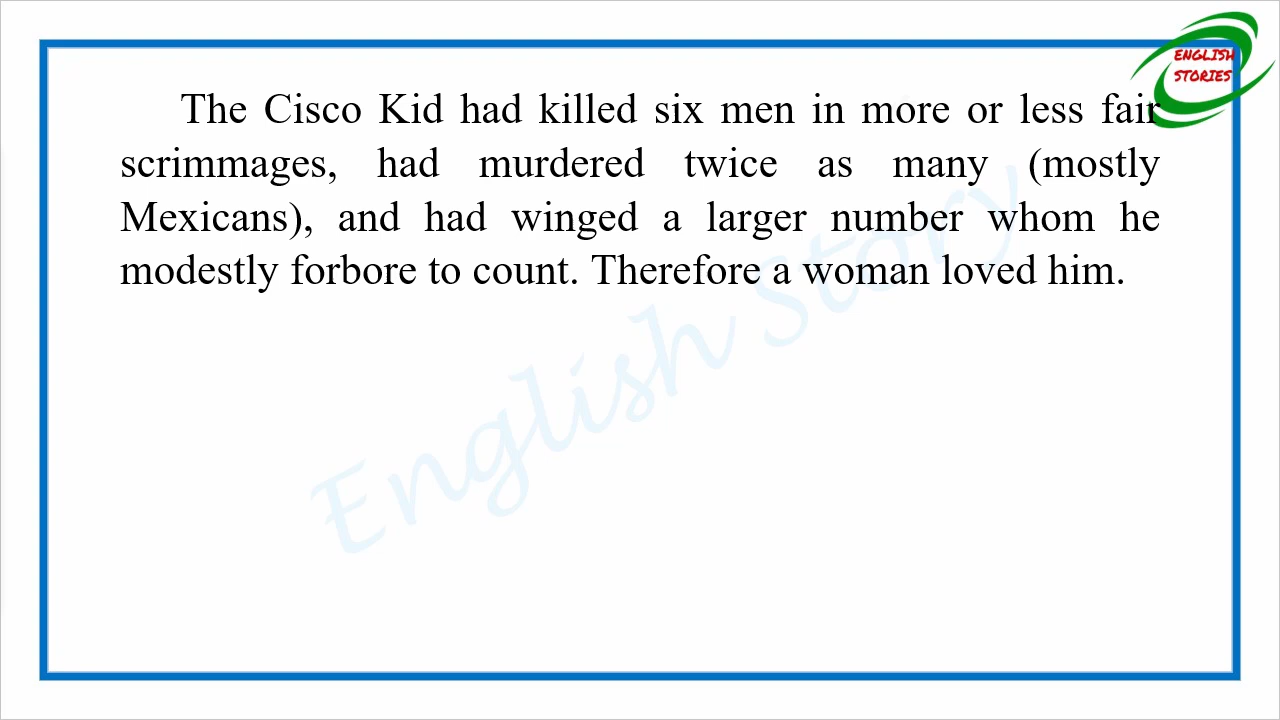 ENGLISH
STORIES
The Cisco Kid had killed six men in more or less fair
scrimmages, had murdered twice as many (mostly
Mexicans), and had winged a larger number whom he
modestly forbore to count. Therefore a woman loved him.
English Story